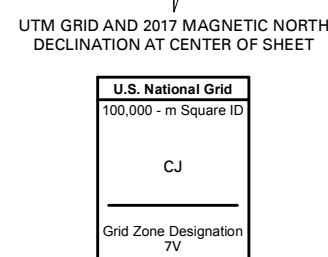 UTM GRID AND 2017 MAGNETIC NORTH
DECLINATION AT CENTER OF SHEET
U.S. National Grid
100,000 - m Square ID
CJ
Grid Zone Designation
7V